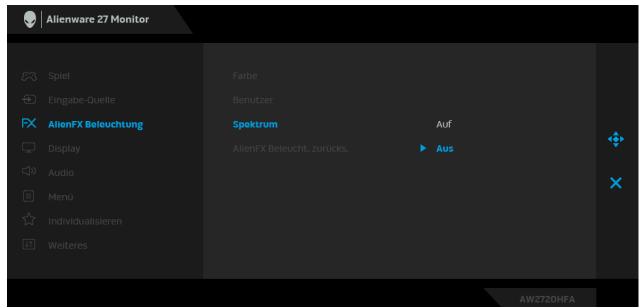 Alienware 27 Monitor
Spiel
Farbe
Eingabe-Quelle
Benutzer
AlienFX Beleuchtung
Spektrum
Auf
Display
AlienFX Beleucht. zurücks.
Aus
Audio
Menü
Individualisieren
Weiteres
AW2720HFA